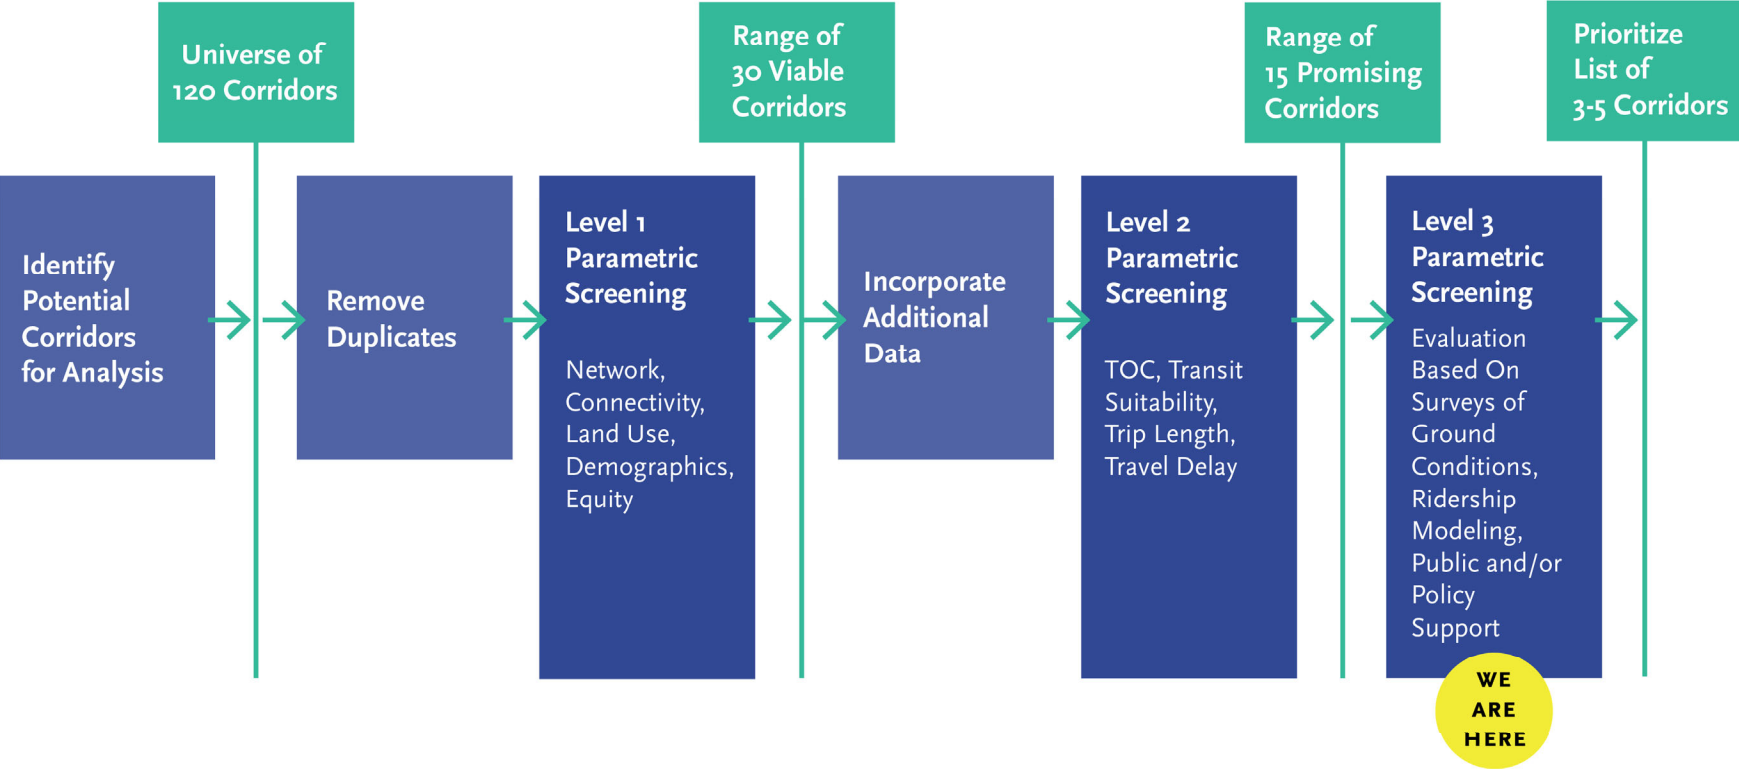 Universe of
120 Corridors
Range of
30 Viable
Corridors
Range of
15 Promising
Corridors
Prioritize
List of
3-5 Corridors
Identify
Potential
Corridors
for Analysis
Remove
Duplicates
Level 1
Parametric
Screening
Network,
Connectivity,
Land Use,
Demographics,
Equity
Incorporate
Additional
Data
Level 2
Parametric
Screening
TOC, Transit
Suitability,
Trip Length,
Travel Delay
Level 3
Parametric
Screening
Evaluation
Based On
Surveys of
Ground
Conditions,
Ridership
Modeling,
Public and/or
Policy
Support
WE
ARE
HERE